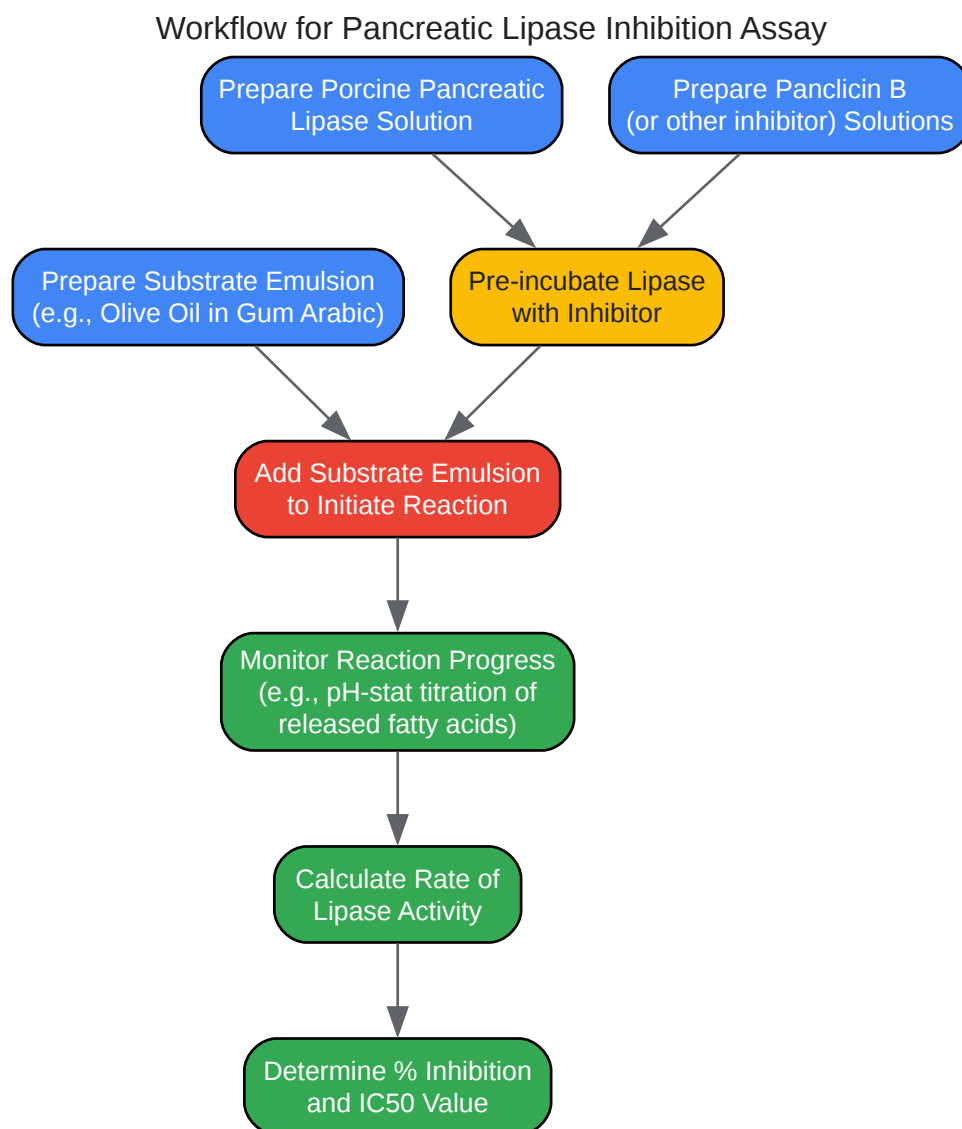 Workflow for Pancreatic Lipase Inhibition Assay
Prepare Porcine Pancreatic
Lipase Solution
Prepare Panclicin B
(or other inhibitor) Solutions
Prepare Substrate Emulsion
(e.g., Olive Oil in Gum Arabic)
Pre-incubate Lipase
with Inhibitor
Add Substrate Emulsion
to Initiate Reaction
Monitor Reaction Progress
(e.g., pH-stat titration of
released fatty acids)
Calculate Rate of
Lipase Activity
Determine % Inhibition
and IC50 Value